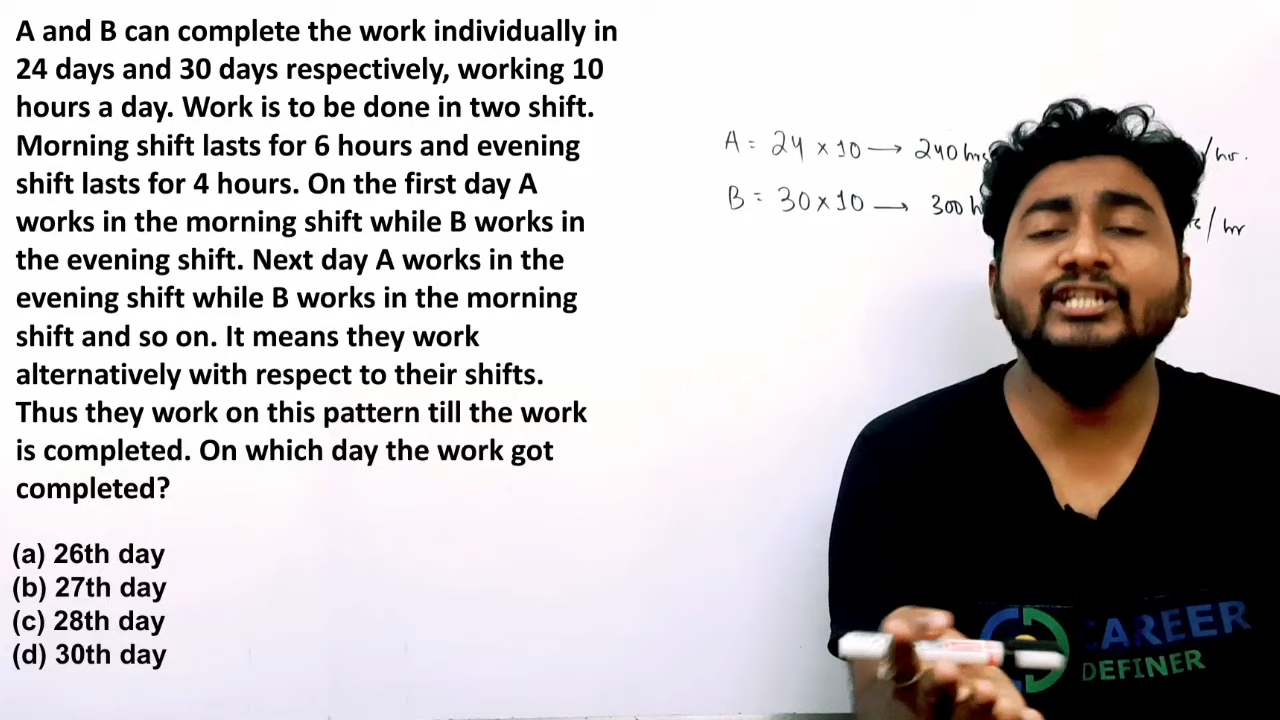 A and B can complete the work individually in
24 days and 30 days respectively, working 10
hours a day. Work is to be done in two shift.
Morning shift lasts for 6 hours and evening
shift lasts for 4 hours. On the first day A
works in the morning shift while B works in
the evening shift. Next day A works in the
evening shift while B works in the morning
shift and so on. It means they work
alternatively with respect to their shifts.
Thus they work on this pattern till the work
is completed. On which day the work got
completed?
(a) 26th day
(b) 27th day
(c) 28th day
(d) 30th day
A = 24 × 10 → 240 hrs /hr.
B = 30×10 → 300 h /hr
CAREER
DEFINER